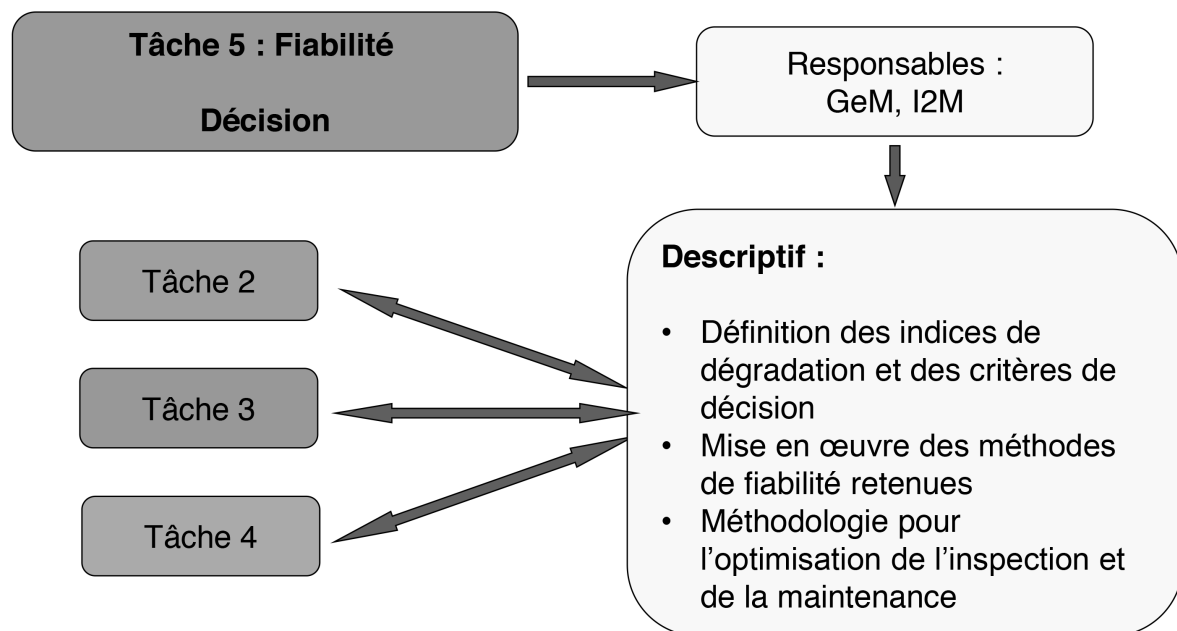 Tâche 5 : Fiabilité
Décision
Responsables :
GeM, I2M
Tâche 2
Tâche 3
Tâche 4
Descriptif :
• Définition des indices de
dégradation et des critères de
décision
• Mise en œuvre des méthodes
de fiabilité retenues
• Méthodologie pour
l’optimisation de l’inspection et
de la maintenance